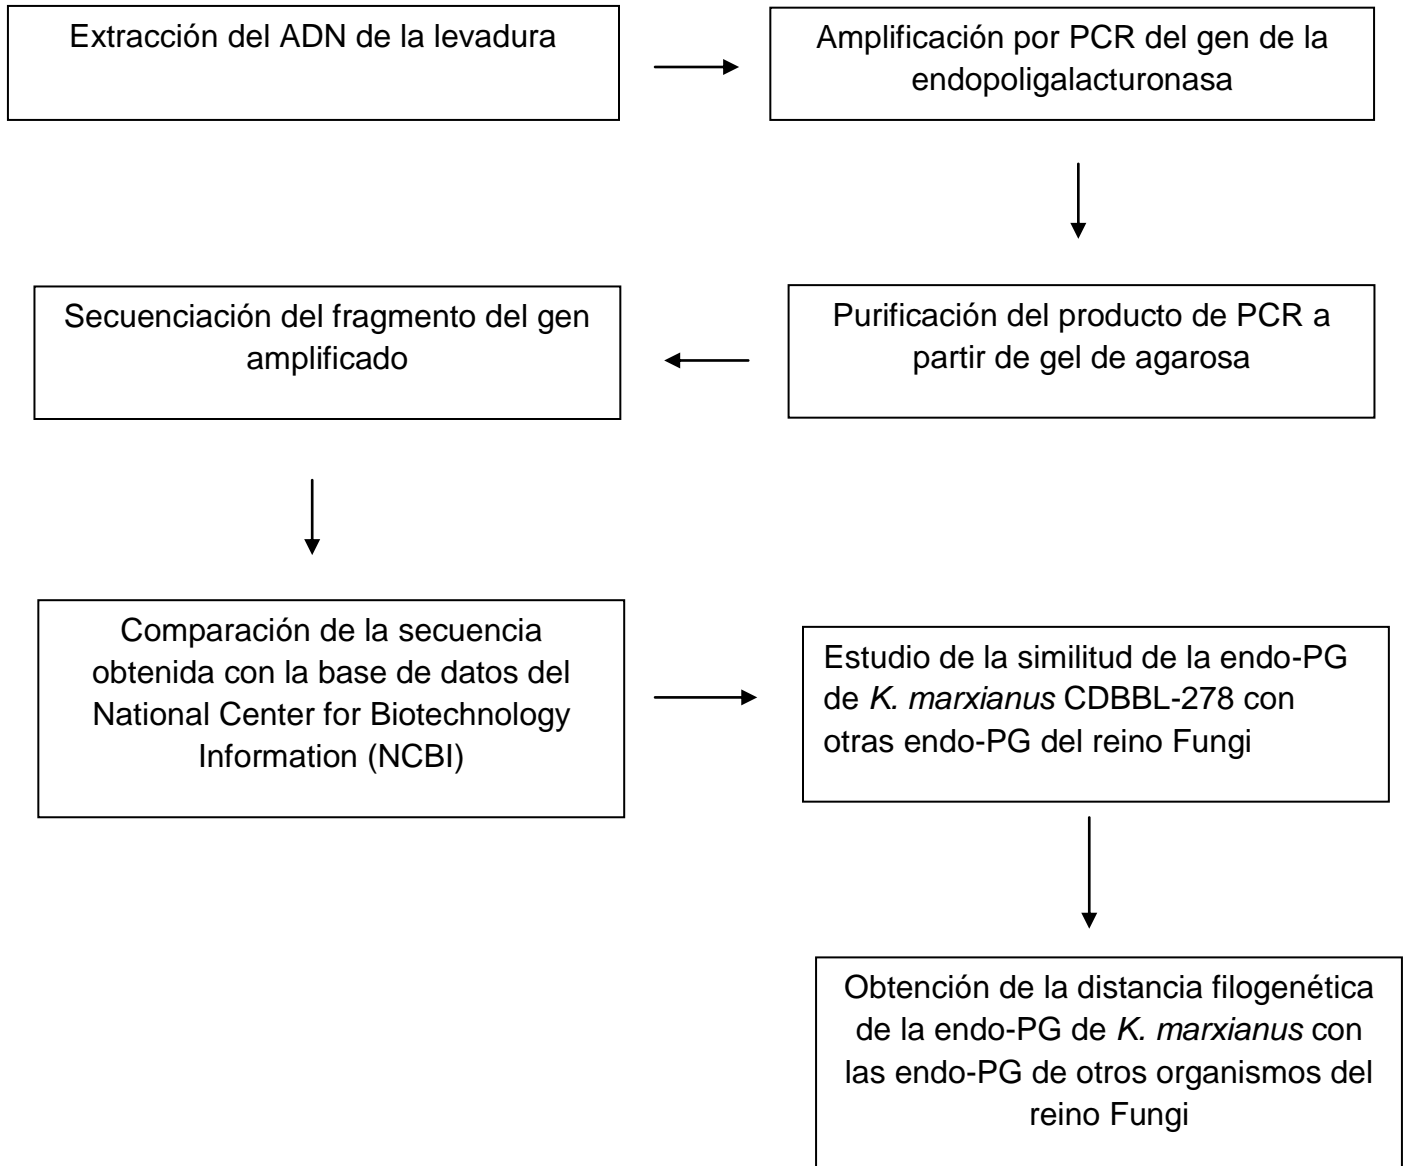 Extracción del ADN de la levadura
Amplificación por PCR del gen de la
endopoligalacturonasa
Purificación del producto de PCR a
partir de gel de agarosa
Secuenciación del fragmento del gen
amplificado
Comparación de la secuencia
obtenida con la base de datos del
National Center for Biotechnology
Information (NCBI)
Estudio de la similitud de la endo-PG
de K. marxianus CDBBL-278 con
otras endo-PG del reino Fungi
Obtención de la distancia filogenética
de la endo-PG de K. marxianus con
las endo-PG de otros organismos del
reino Fungi